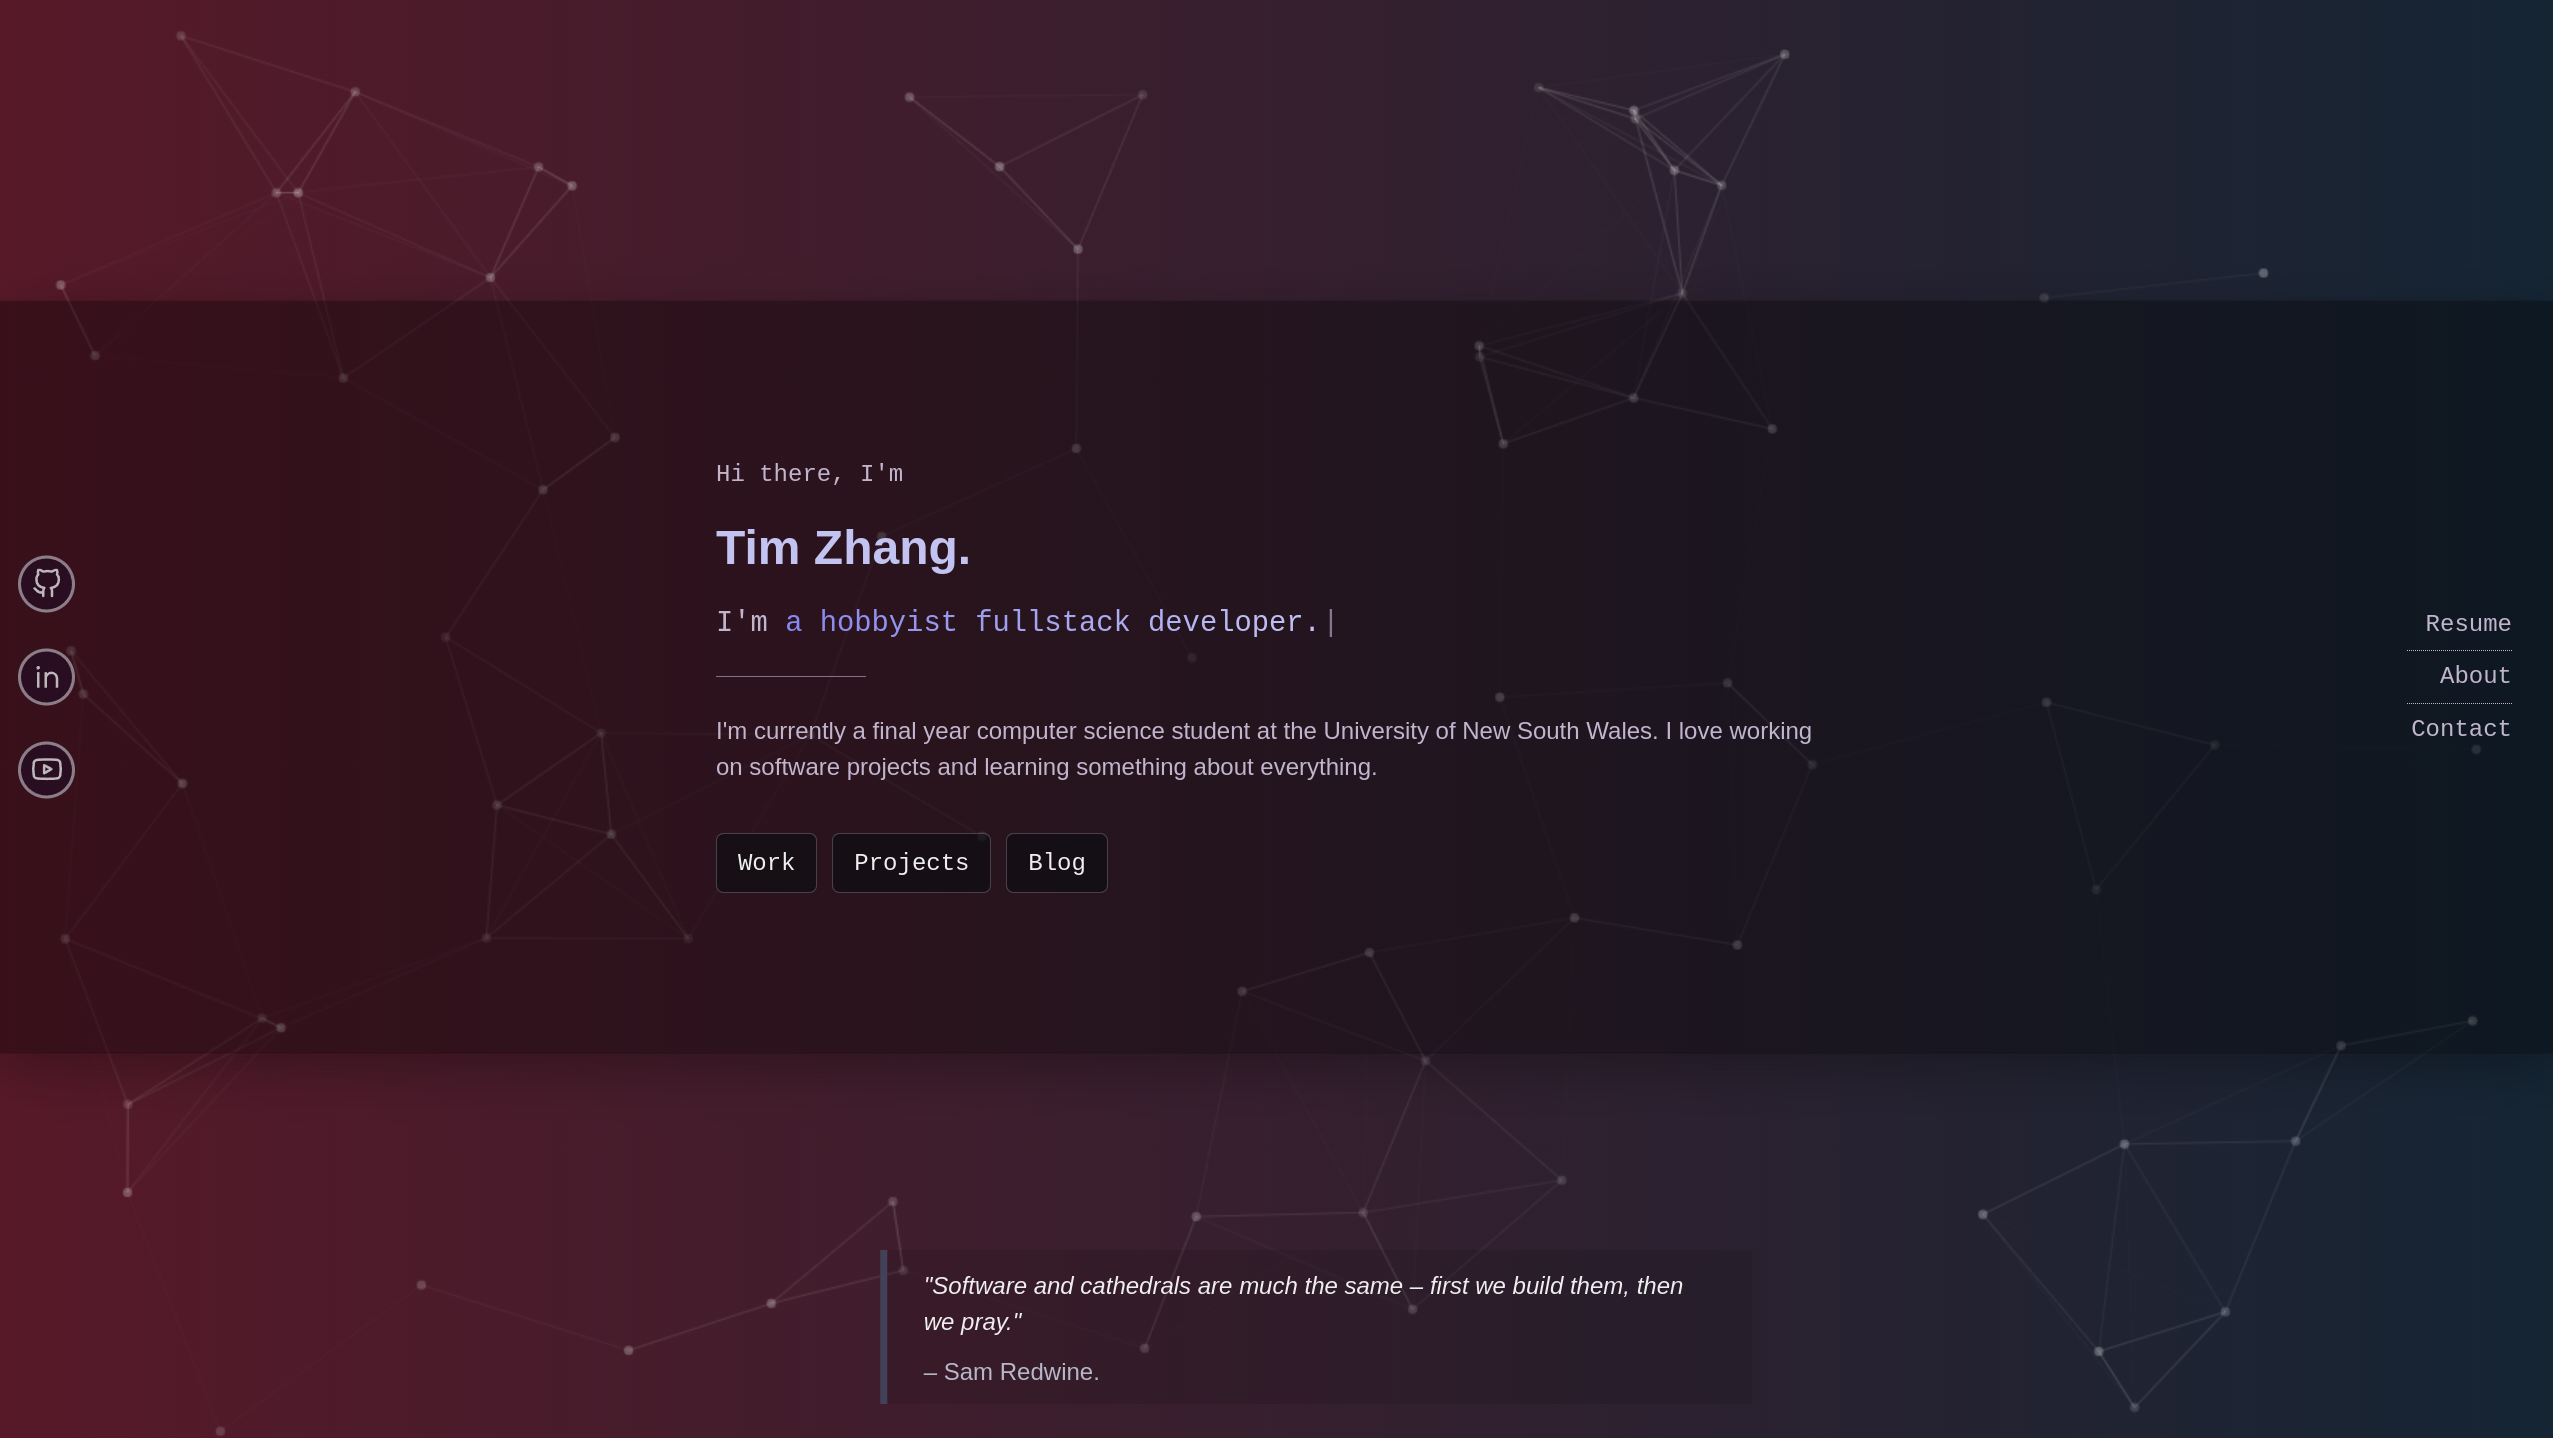 Hi there, I'm
Tim Zhang.
I'm a hobbyist fullstack developer.|
I'm currently a final year computer science student at the University of New South Wales. I love working
on software projects and learning something about everything.
Work
Projects
Blog
in
Resume
About
Contact
"Software and cathedrals are much the same – first we build them, then
we pray."
– Sam Redwine.